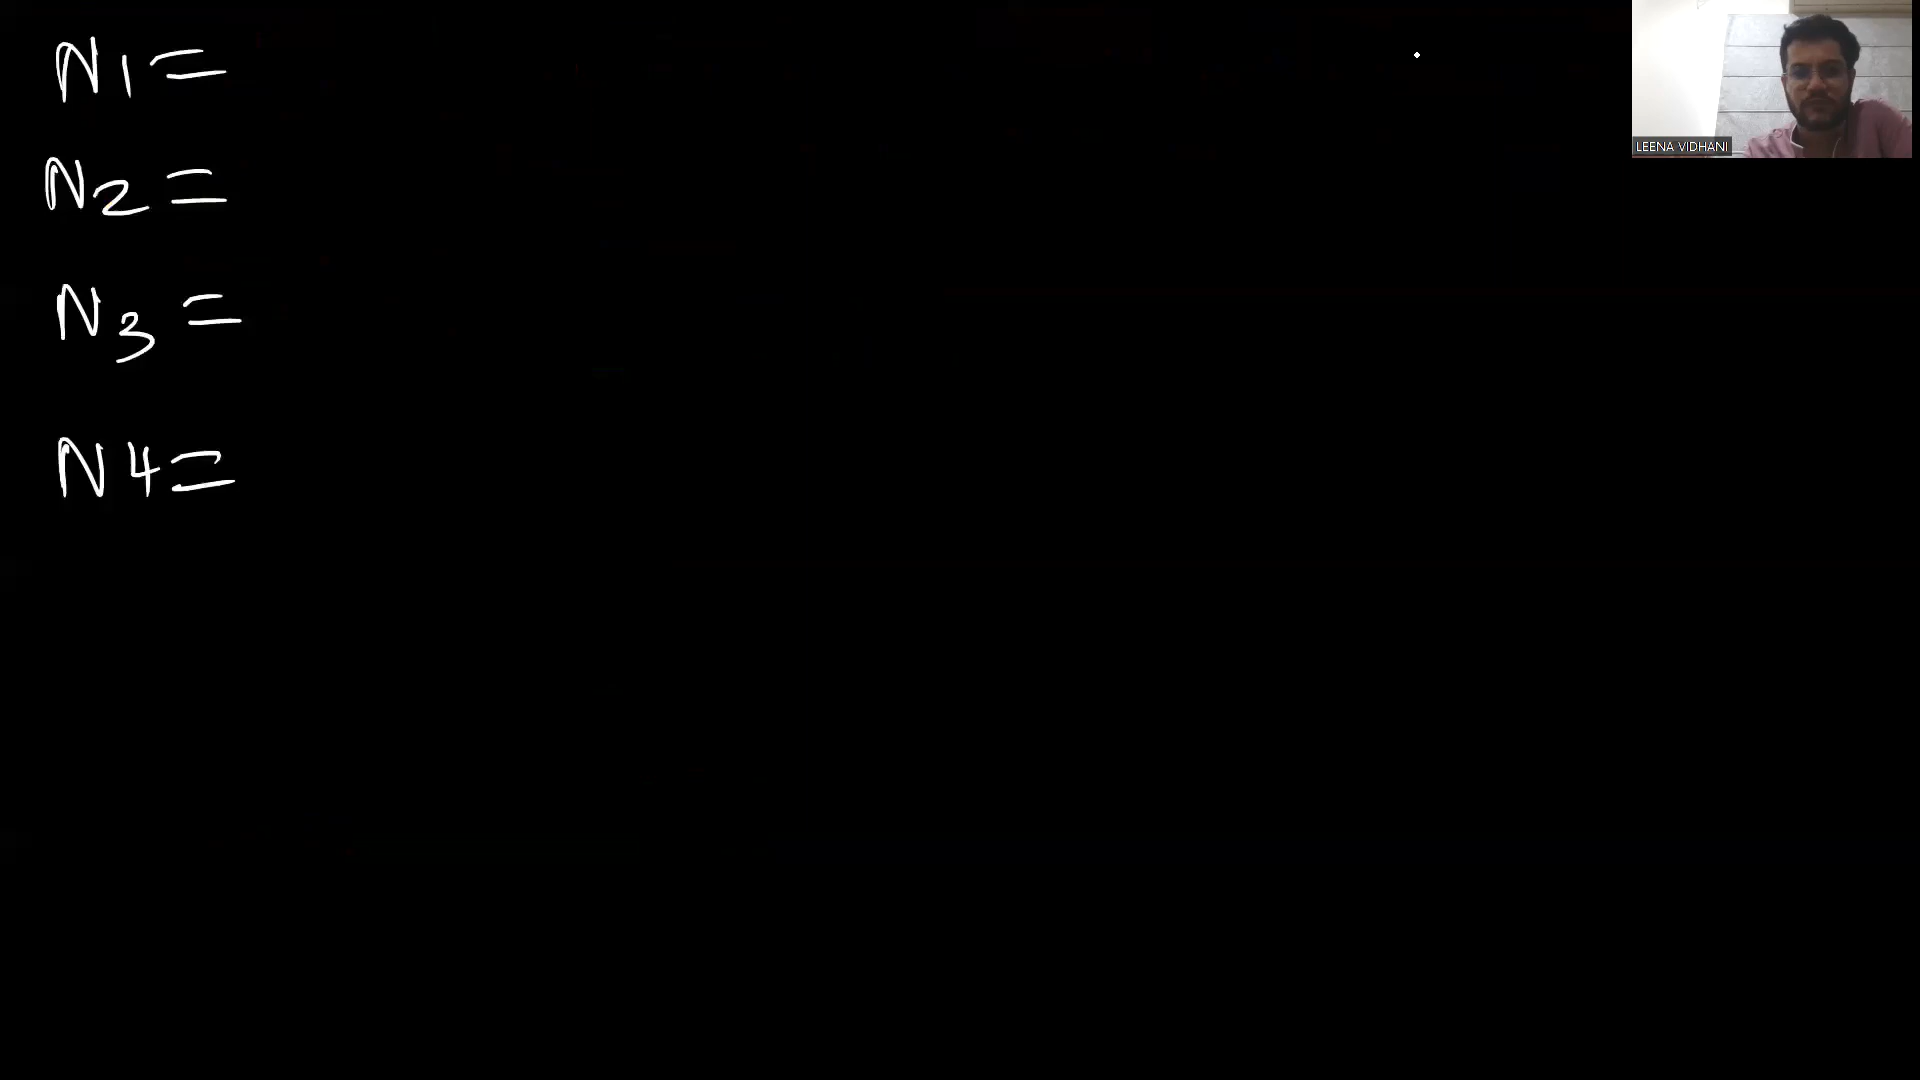 N1=
LEENA VIDHANI
N2=
N3=
N4=